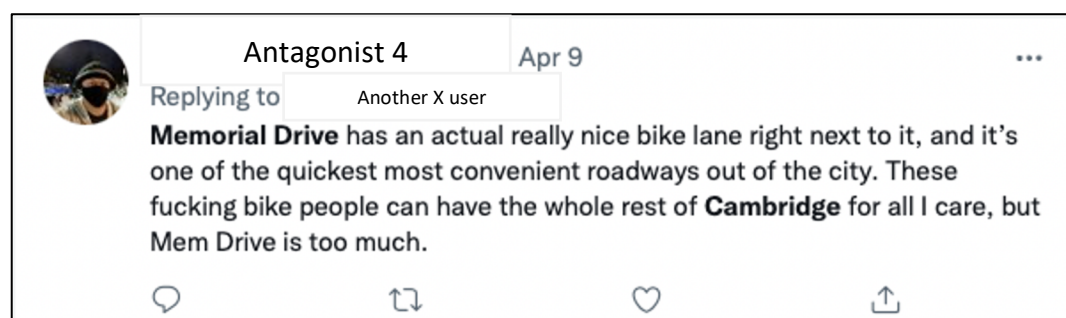 Antagonist 4 Apr 9
Replying to Another X user
Memorial Drive has an actual really nice bike lane right next to it, and it’s
one of the quickest most convenient roadways out of the city. These
fucking bike people can have the whole rest of Cambridge for all I care, but
Mem Drive is too much.